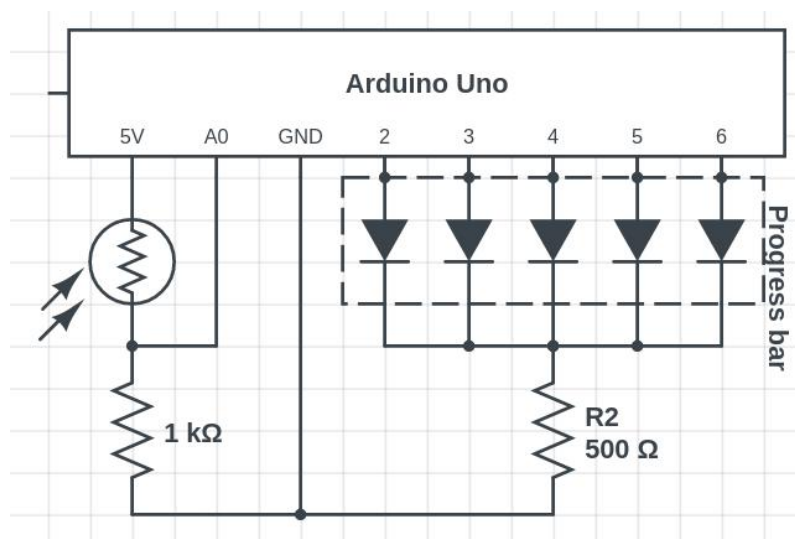 Arduino Uno
5V A0 GND 2 3 4 5 6
Progress bar
1 kΩ
R2
500 Ω